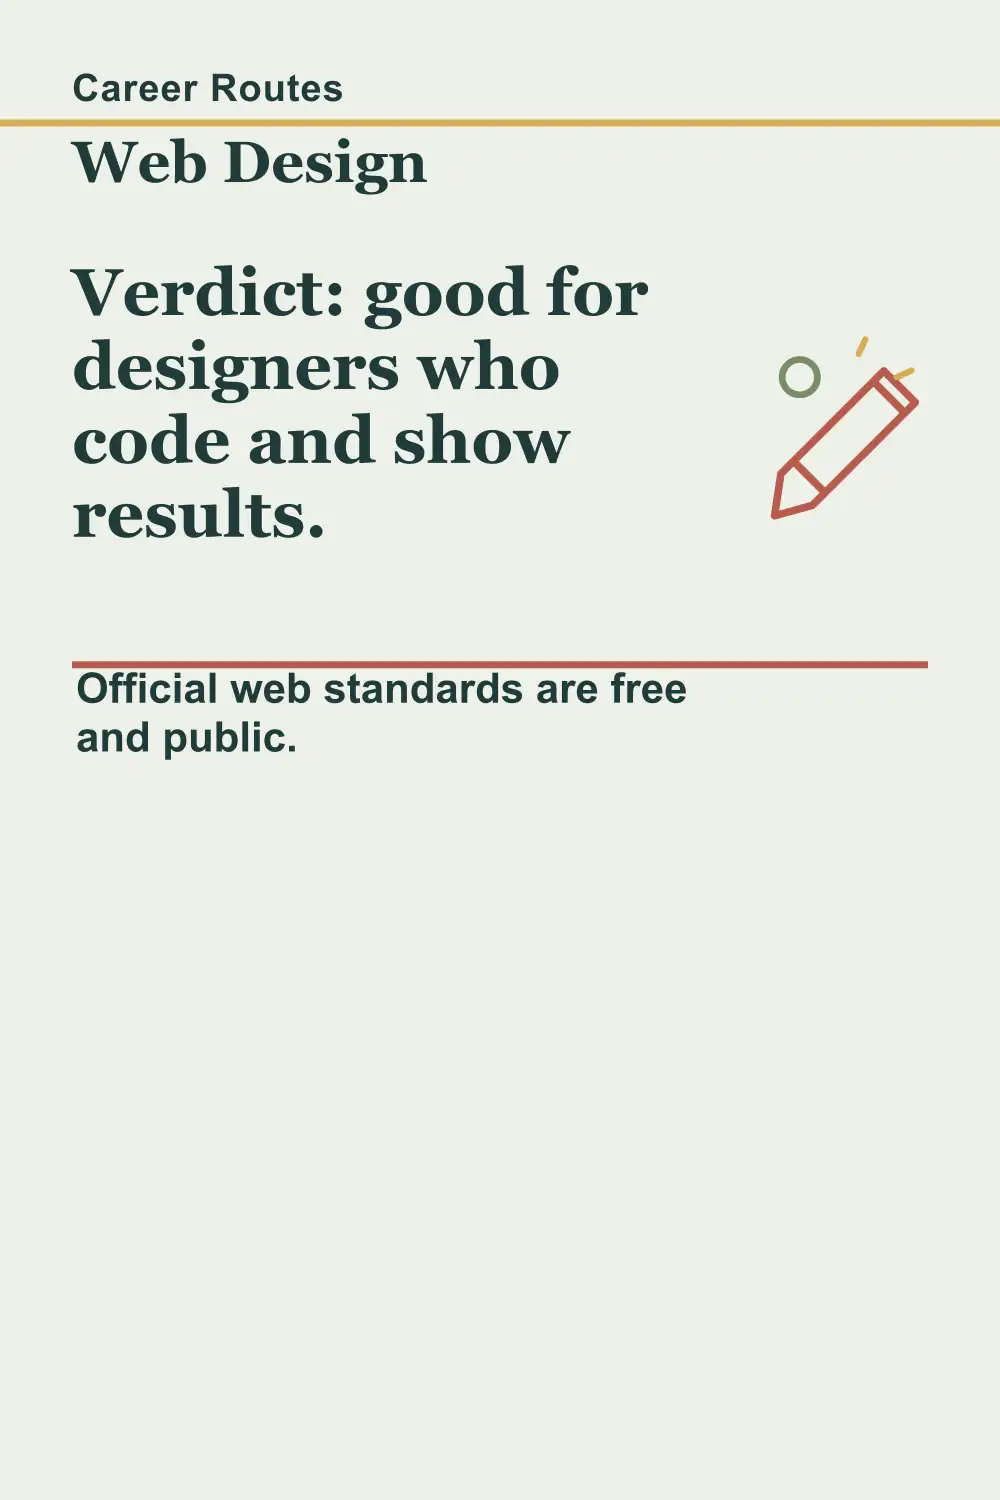 Career Routes
Web Design
Verdict: good for
designers who
code and show
results.
Official web standards are free
and public.